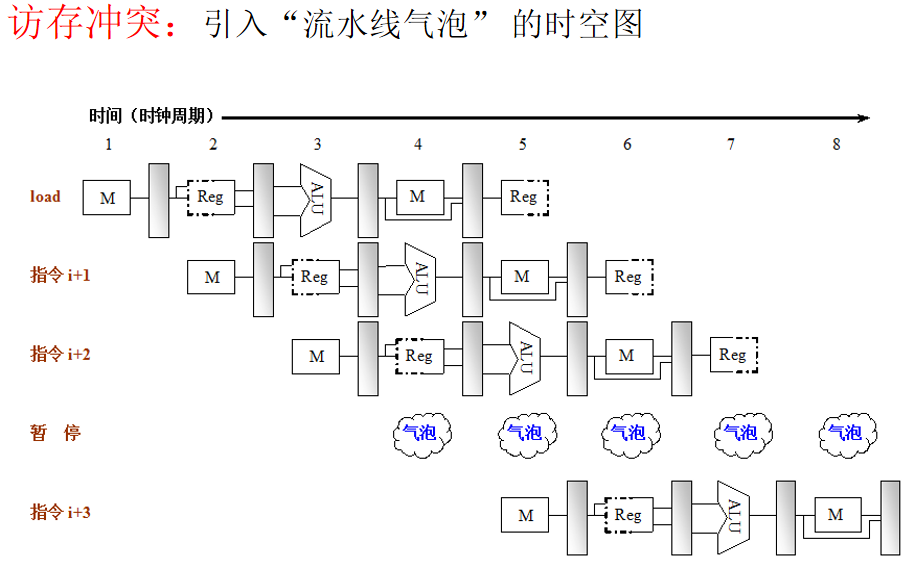 访存冲突：引入“流水线气泡”的时空图
时间（时钟周期）
1 2 3 4 5 6 7 8
load M Reg ALU M Reg
指令 i+1 M Reg ALU M Reg
指令 i+2 M Reg ALU M Reg
暂 停 气泡 气泡 气泡 气泡 气泡
指令 i+3 M Reg ALU M